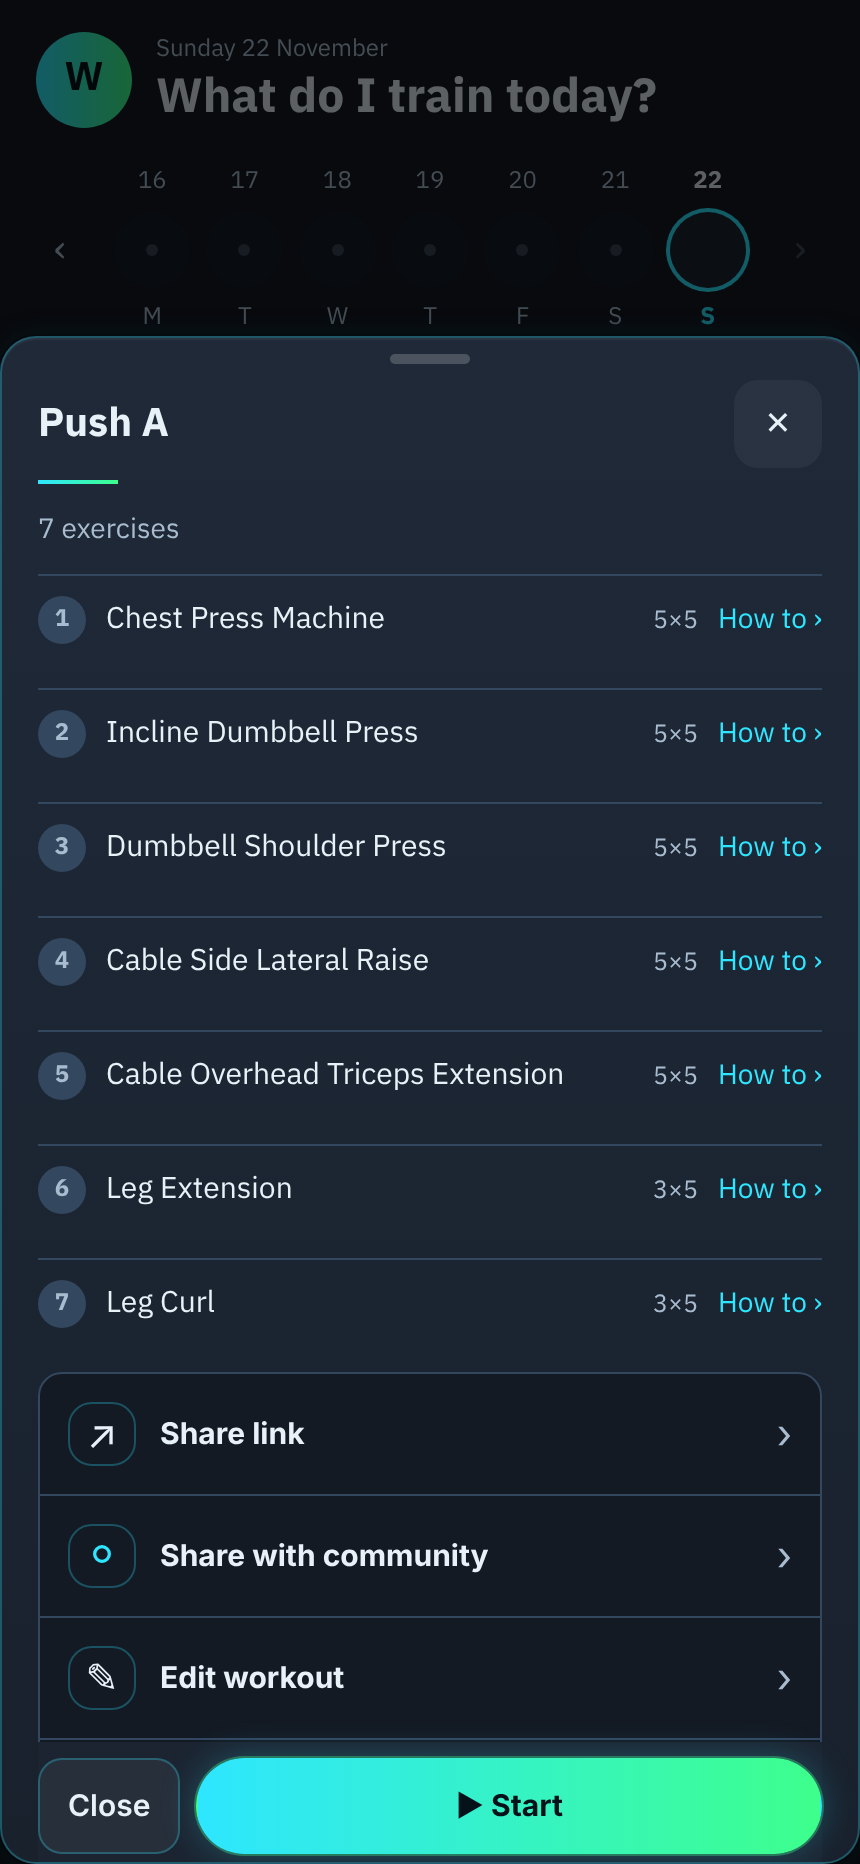 W
Sunday 22 November
What do I train today?
16 17 18 19 20 21 22
‹ ›
M T W T F S S
Push A
✕
7 exercises
1 Chest Press Machine 5×5 How to ›
2 Incline Dumbbell Press 5×5 How to ›
3 Dumbbell Shoulder Press 5×5 How to ›
4 Cable Side Lateral Raise 5×5 How to ›
5 Cable Overhead Triceps Extension 5×5 How to ›
6 Leg Extension 3×5 How to ›
7 Leg Curl 3×5 How to ›
Share link ›
Share with community ›
Edit workout ›
Close ▶ Start